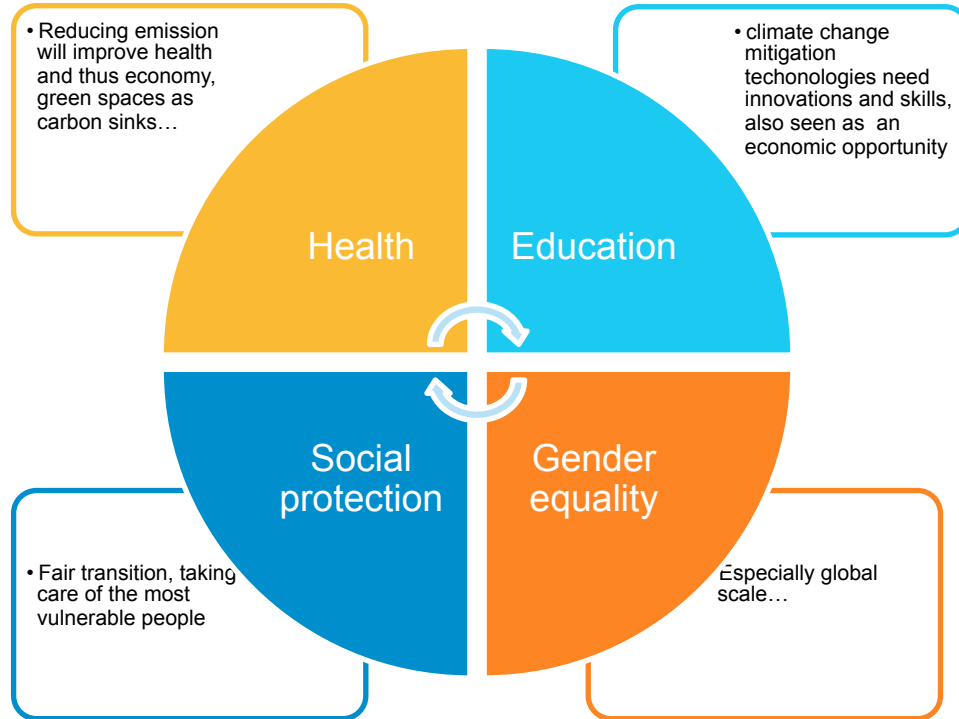 • Reducing emission
will improve health
and thus economy,
green spaces as
carbon sinks…
• climate change
mitigation
techonologies need
innovations and skills,
also seen as an
economic opportunity
Health
Education
Social
protection
Gender
equality
• Fair transition, taking
care of the most
vulnerable people
Especially global
scale…